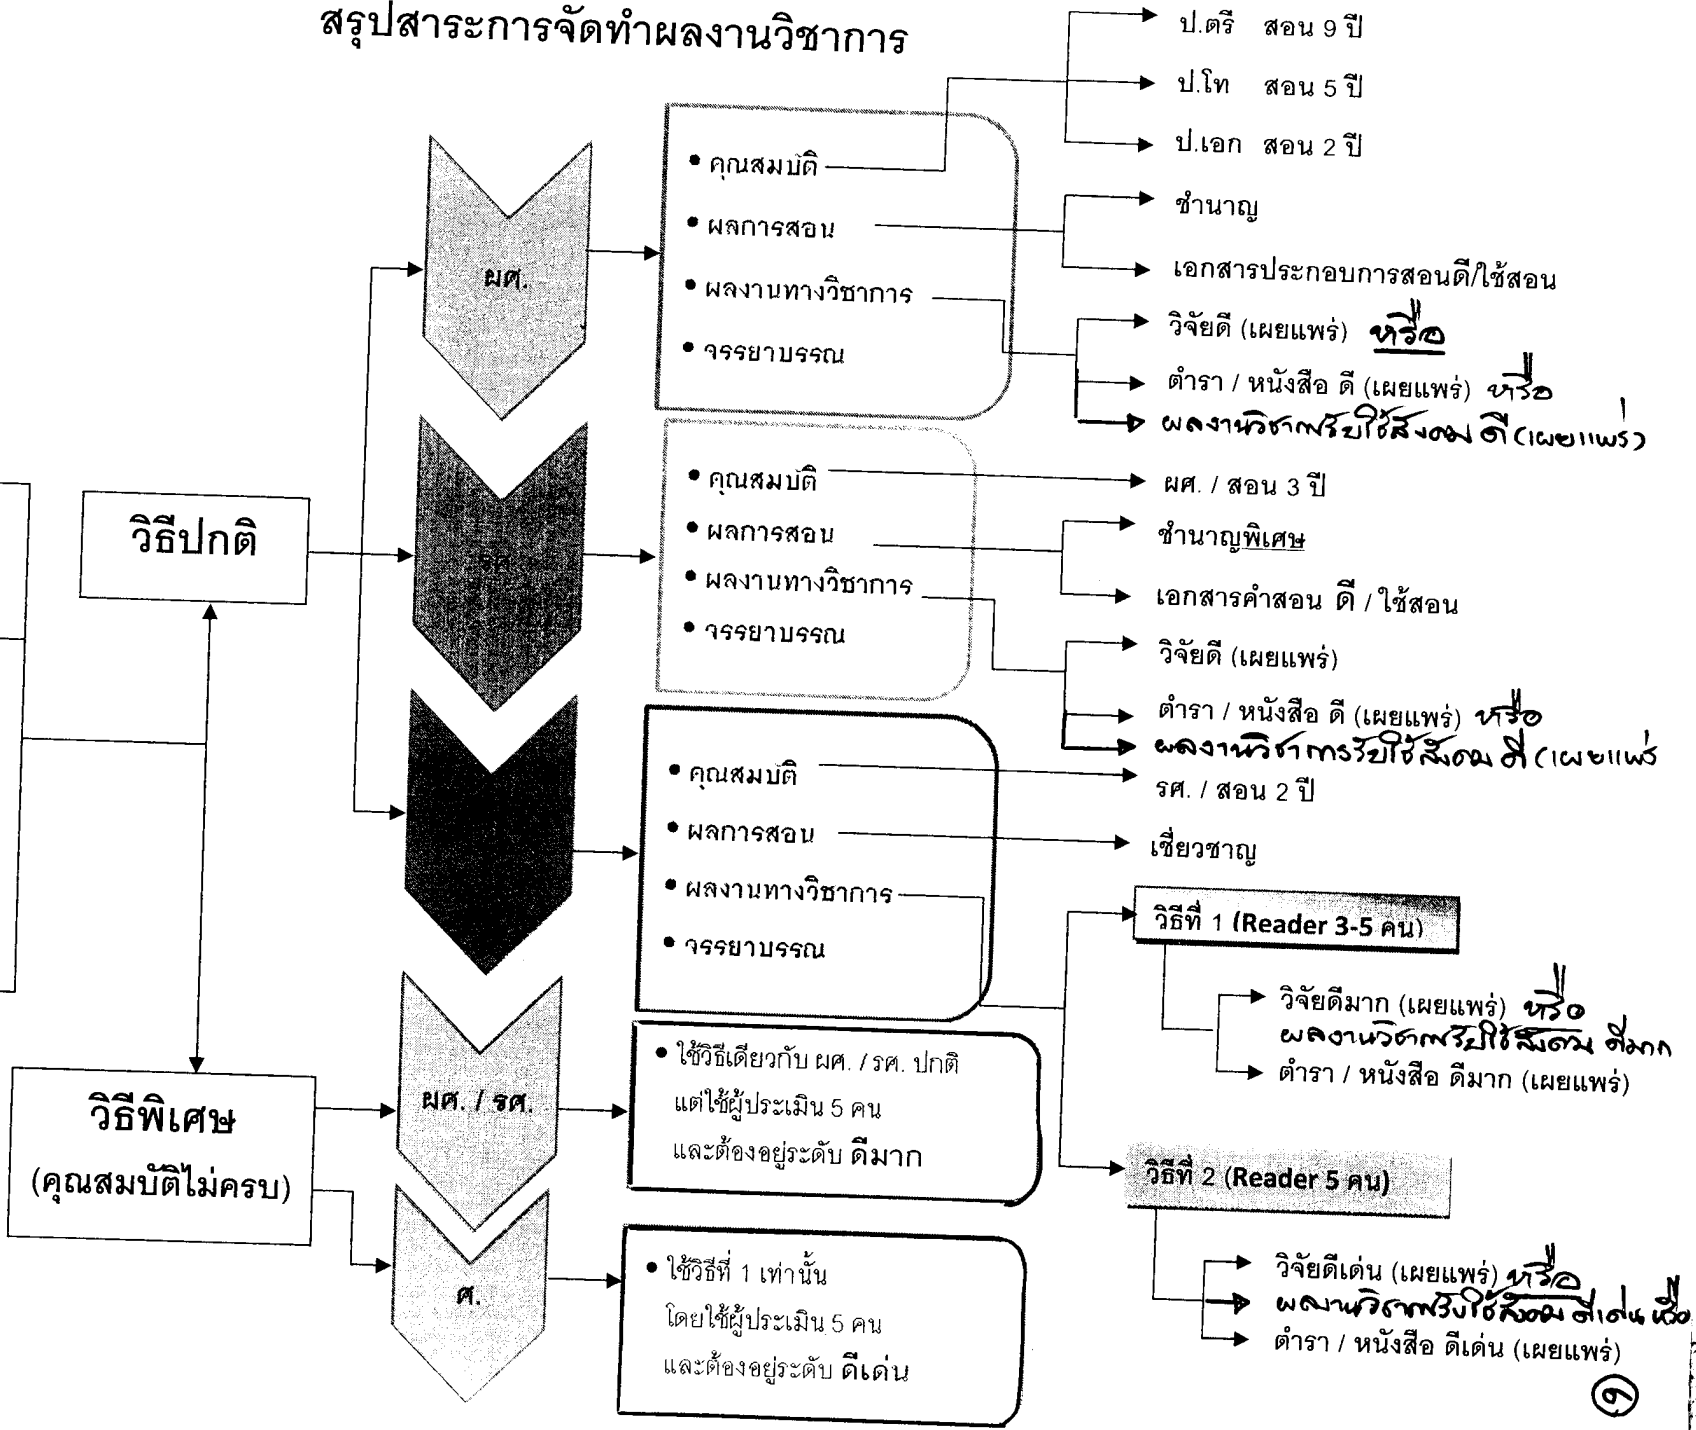 สรุปสาระการจัดทำผลงานวิชาการ
วิธีปกติ
ผศ.
• คุณสมบัติ
ป.ตรี สอน 9 ปี
ป.โท สอน 5 ปี
ป.เอก สอน 2 ปี
• ผลการสอน
ชำนาญ
เอกสารประกอบการสอนดี/ใช้สอน
• ผลงานทางวิชาการ
วิจัยดี (เผยแพร่) หรือ
ตำรา / หนังสือ ดี (เผยแพร่) หรือ
ผลงานวิชาการรับใช้สังคม ดี (เผยแพร่)
• จรรยาบรรณ
รศ.
• คุณสมบัติ
ผศ. / สอน 3 ปี
• ผลการสอน
ชำนาญพิเศษ
เอกสารคำสอน ดี / ใช้สอน
• ผลงานทางวิชาการ
วิจัยดี (เผยแพร่)
ตำรา / หนังสือ ดี (เผยแพร่) หรือ
ผลงานวิชาการรับใช้สังคม ดี (เผยแพร่
• จรรยาบรรณ
• คุณสมบัติ
รศ. / สอน 2 ปี
• ผลการสอน
เชี่ยวชาญ
• ผลงานทางวิชาการ
วิธีที่ 1 (Reader 3-5 คน)
วิจัยดีมาก (เผยแพร่) หรือ
ผลงานวิชาการรับใช้สังคม ดีมาก
ตำรา / หนังสือ ดีมาก (เผยแพร่)
วิธีที่ 2 (Reader 5 คน)
วิจัยดีเด่น (เผยแพร่) หรือ
ผลงานวิชาการรับใช้สังคม ดีเด่น หรือ
ตำรา / หนังสือ ดีเด่น (เผยแพร่)
• จรรยาบรรณ
วิธีพิเศษ
(คุณสมบัติไม่ครบ)
ผศ. / รศ.
• ใช้วิธีเดียวกับ ผศ. / รศ. ปกติ
แต่ใช้ผู้ประเมิน 5 คน
และต้องอยู่ระดับ ดีมาก
ศ.
• ใช้วิธีที่ 1 เท่านั้น
โดยใช้ผู้ประเมิน 5 คน
และต้องอยู่ระดับ ดีเด่น